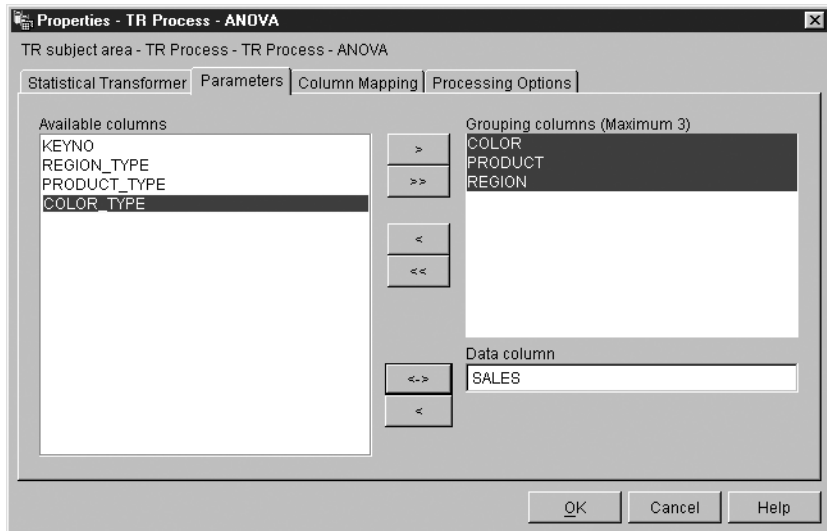 Properties - TR Process - ANOVA
TR subject area - TR Process - TR Process - ANOVA
Statistical Transformer Parameters Column Mapping Processing Options
Available columns
KEYNO
REGION_TYPE
PRODUCT_TYPE
COLOR_TYPE
>
>>
<
<<
<->
<
Grouping columns (Maximum 3)
COLOR
PRODUCT
REGION
Data column
SALES
OK Cancel Help